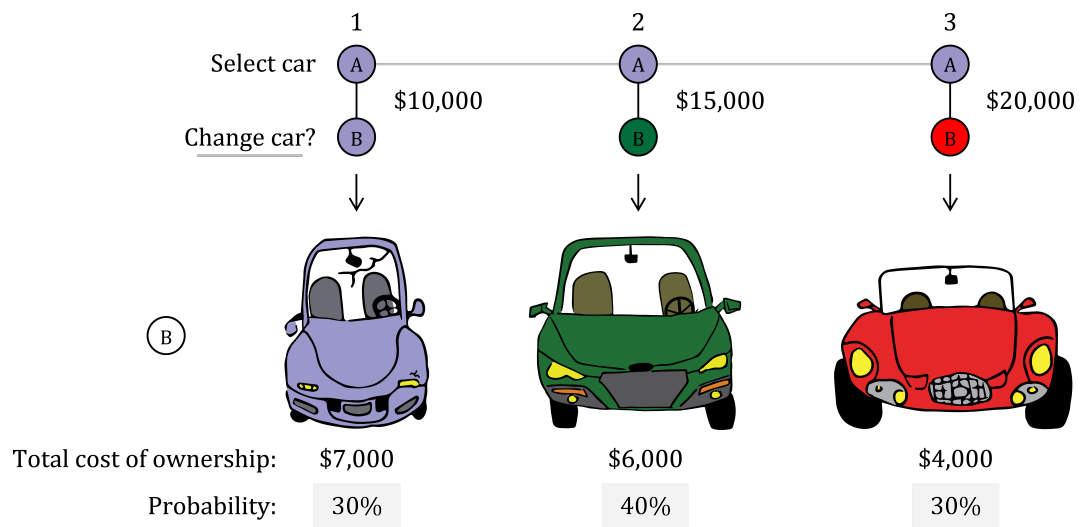 1 2 3
Select car A A A
$10,000 $15,000 $20,000
Change car? B B B
B
Total cost of ownership: $7,000 $6,000 $4,000
Probability: 30% 40% 30%